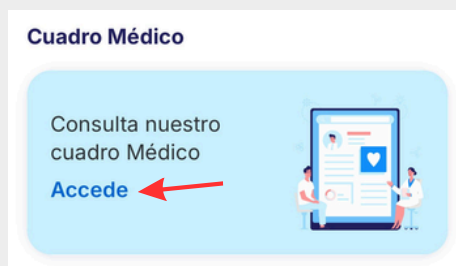 Cuadro Médico
Consulta nuestro
cuadro Médico
Accede